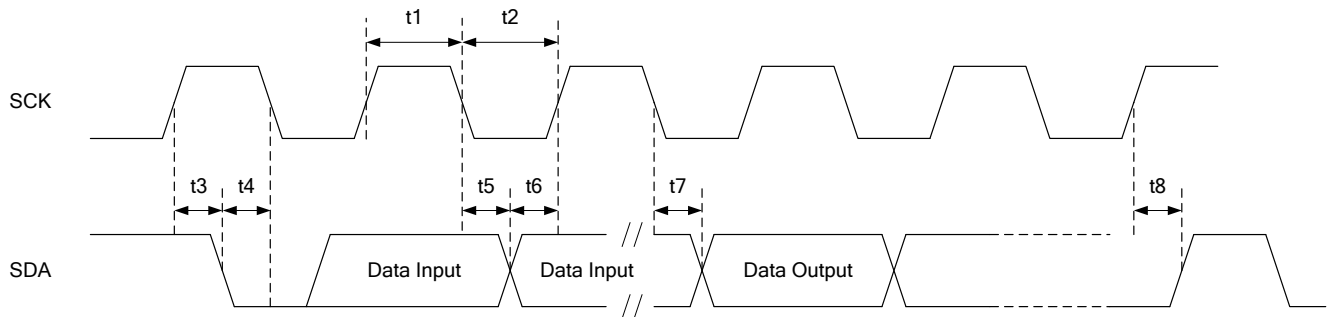 t1 t2
SCK
t3 t4 t5 t6 t7 t8
SDA Data Input Data Input Data Output